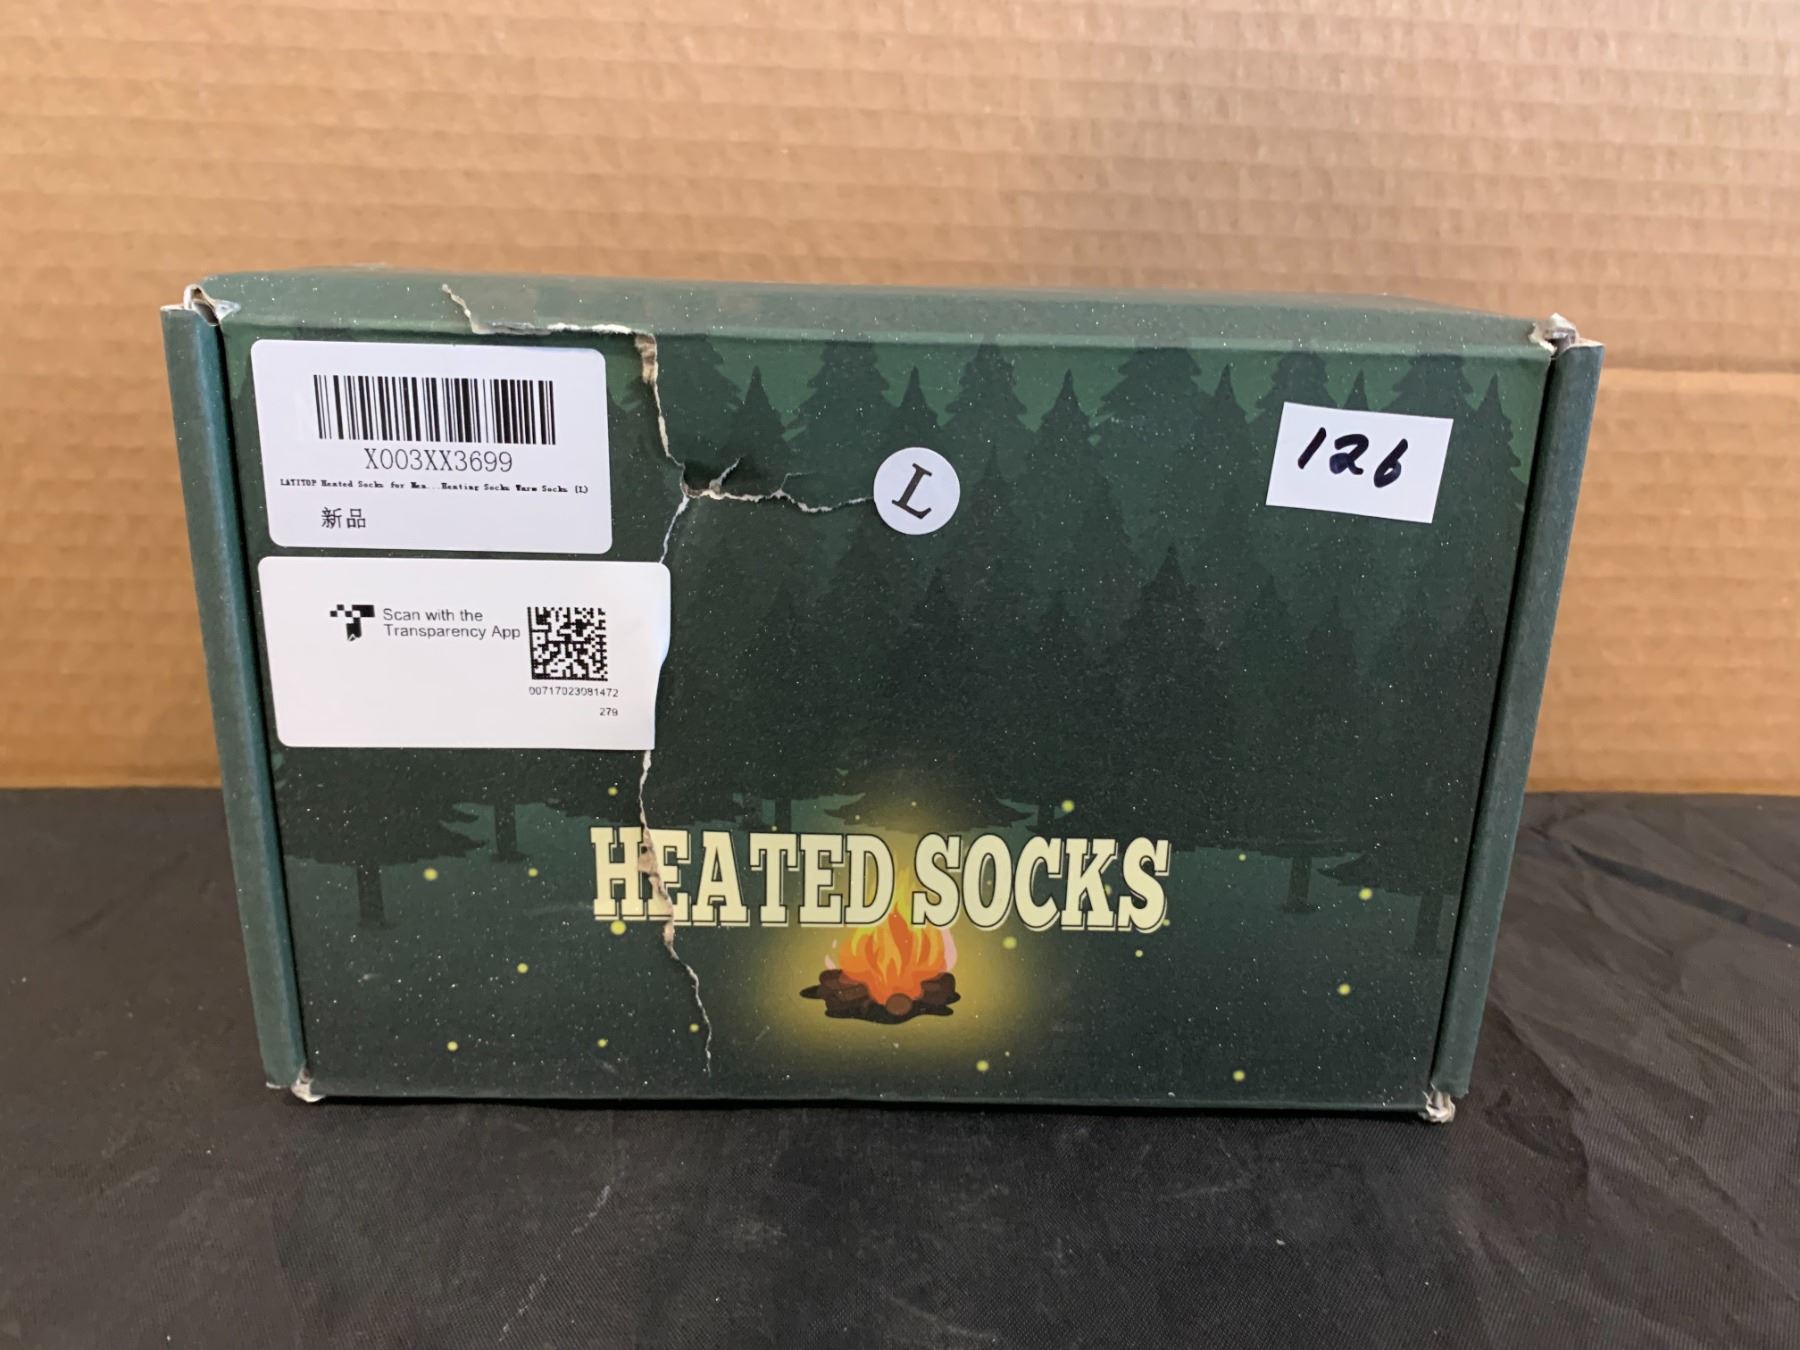 X003XX3699
LATITOP Heated Socks for Men...Heating Socks Warm Socks (L)
新品
L
126
Scan with the
Transparency App
00717023081472
279
HEATED SOCKS